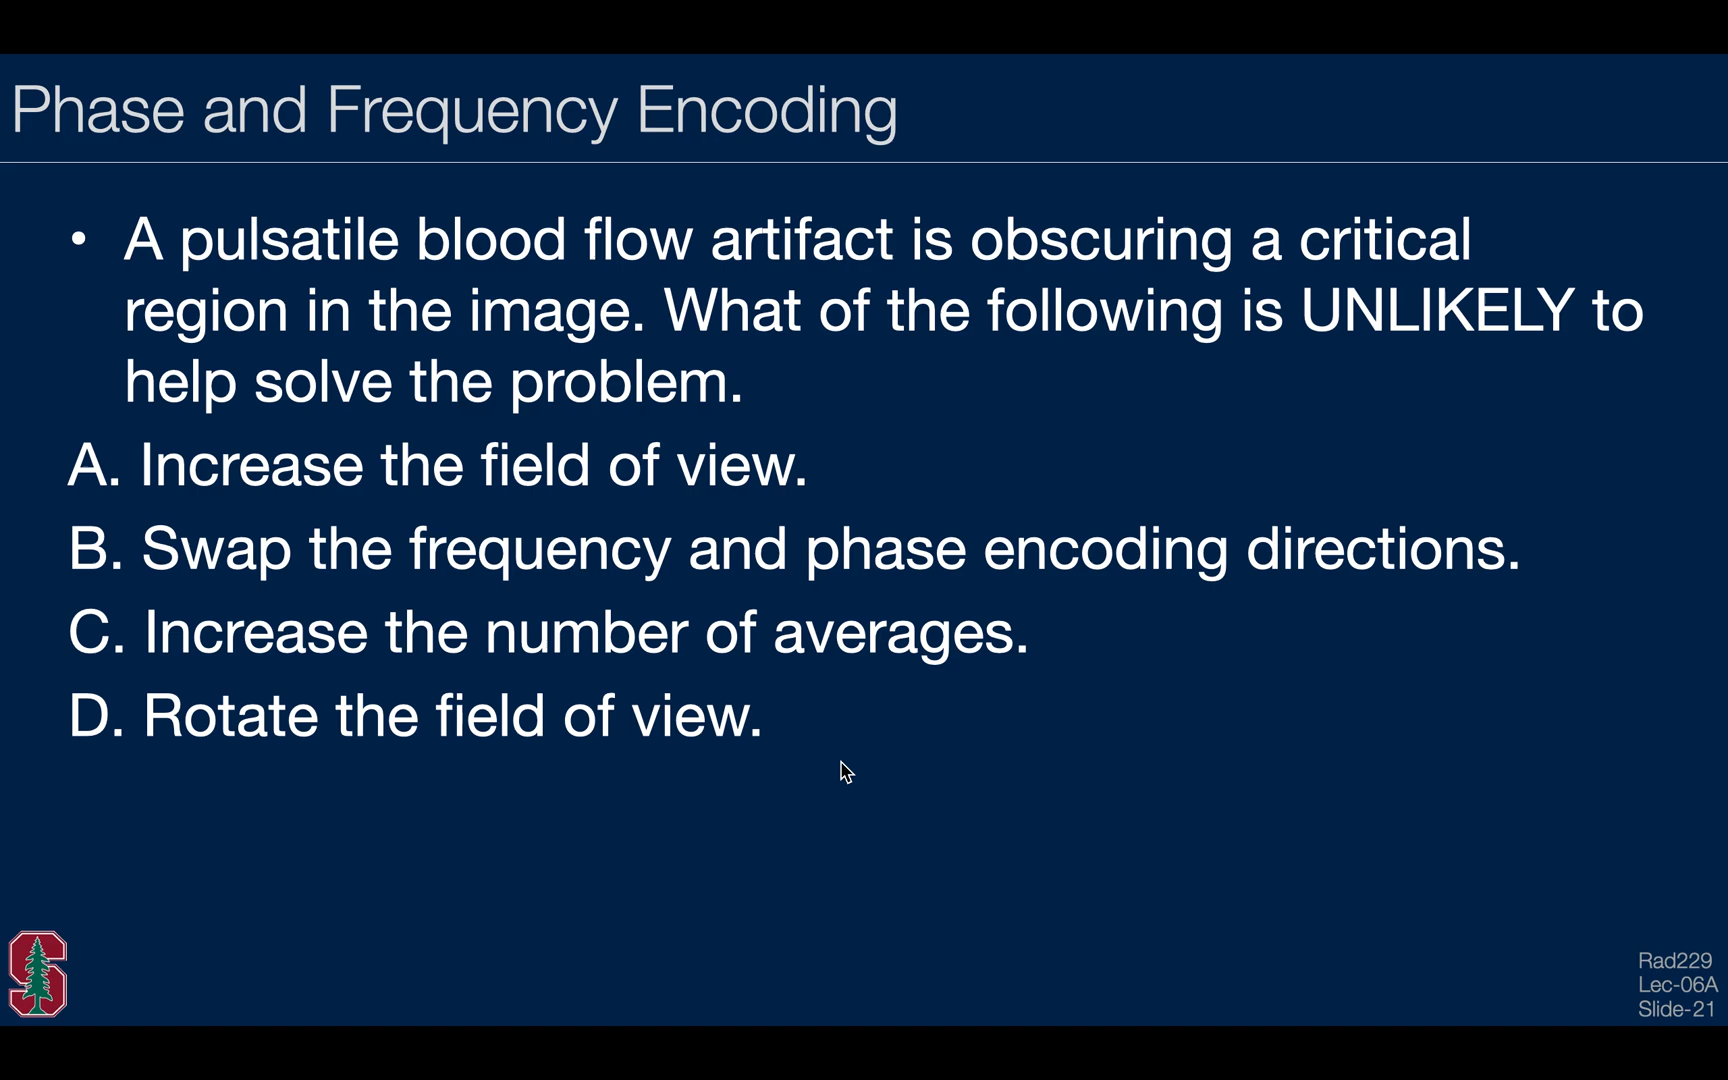 Phase and Frequency Encoding
• A pulsatile blood flow artifact is obscuring a critical
region in the image. What of the following is UNLIKELY to
help solve the problem.
A. Increase the field of view.
B. Swap the frequency and phase encoding directions.
C. Increase the number of averages.
D. Rotate the field of view.
Rad229
Lec-06A
Slide-21